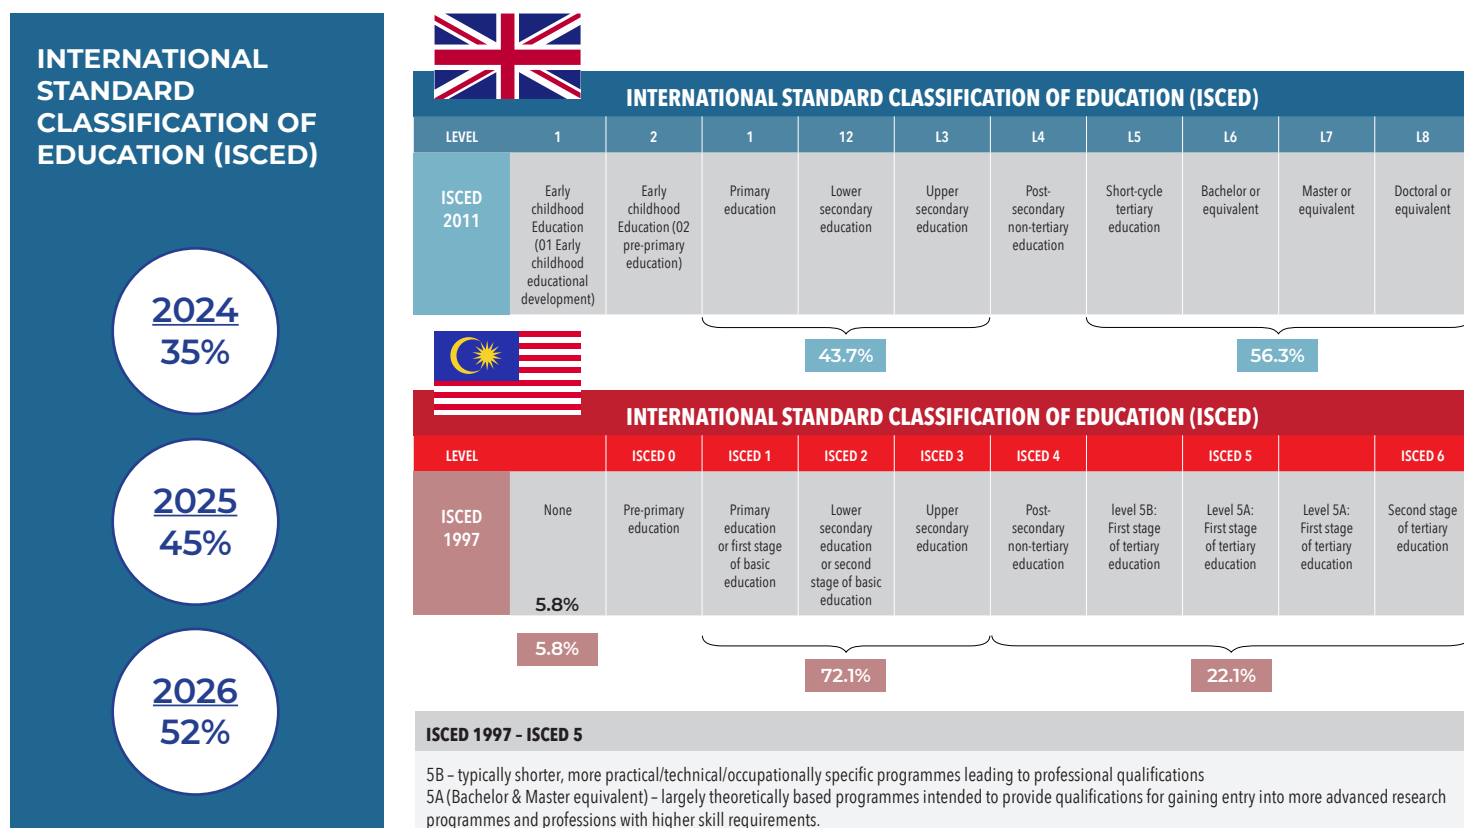 INTERNATIONAL
STANDARD
CLASSIFICATION OF
EDUCATION (ISCED)
2024
35%
2025
45%
2026
52%
INTERNATIONAL STANDARD CLASSIFICATION OF EDUCATION (ISCED)
LEVEL 1 2 1 12 L3 L4 L5 L6 L7 L8
ISCED
2011
Early
childhood
Education
(01 Early
childhood
educational
development)
Early
childhood
Education (02
pre-primary
education)
Primary
education
Lower
secondary
education
Upper
secondary
education
Post-
secondary
non-tertiary
education
Short-cycle
tertiary
education
Bachelor or
equivalent
Master or
equivalent
Doctoral or
equivalent
43.7%
56.3%
INTERNATIONAL STANDARD CLASSIFICATION OF EDUCATION (ISCED)
LEVEL ISCED 0 ISCED 1 ISCED 2 ISCED 3 ISCED 4 ISCED 5 ISCED 6
ISCED
1997
None
5.8%
Pre-primary
education
Primary
education
or first stage
of basic
education
Lower
secondary
education
or second
stage of basic
education
Upper
secondary
education
Post-
secondary
non-tertiary
education
level 5B:
First stage
of tertiary
education
Level 5A:
First stage
of tertiary
education
Level 5A:
First stage
of tertiary
education
Second stage
of tertiary
education
5.8%
72.1%
22.1%
ISCED 1997 – ISCED 5
5B – typically shorter, more practical/technical/occupationally specific programmes leading to professional qualifications
5A (Bachelor & Master equivalent) – largely theoretically based programmes intended to provide qualifications for gaining entry into more advanced research
programmes and professions with higher skill requirements.